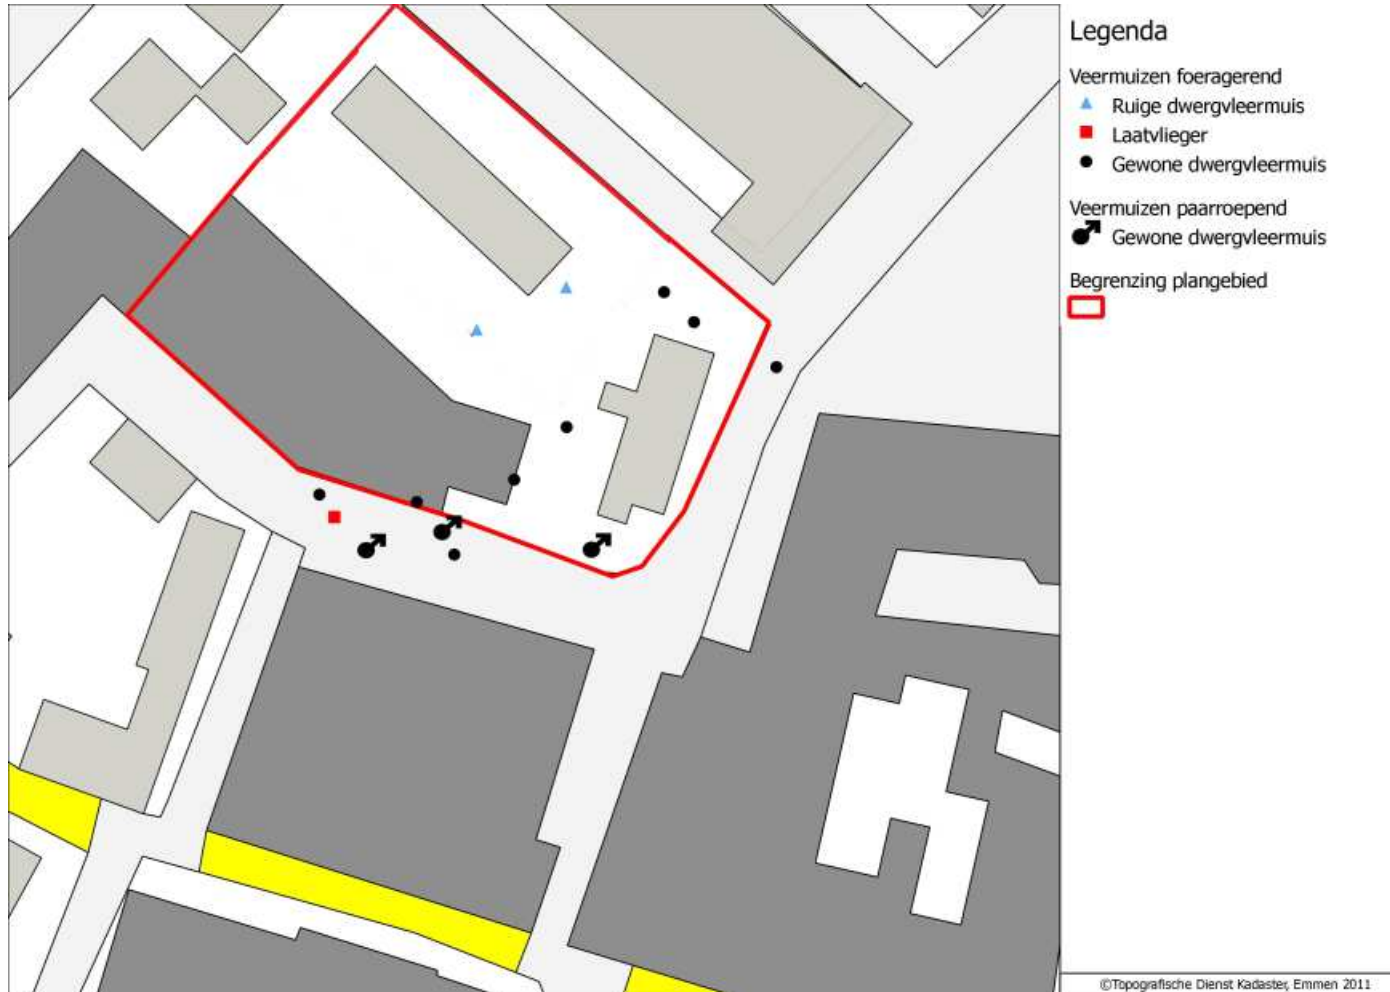 Legenda
Veermuizen foeragerend
Ruige dwergvleermuis
Laatvlieger
Gewone dwergvleermuis
Veermuizen paarroepend
Gewone dwergvleermuis
Begrenzing plangebied
©Topografische Dienst Kadaster, Emmen 2011